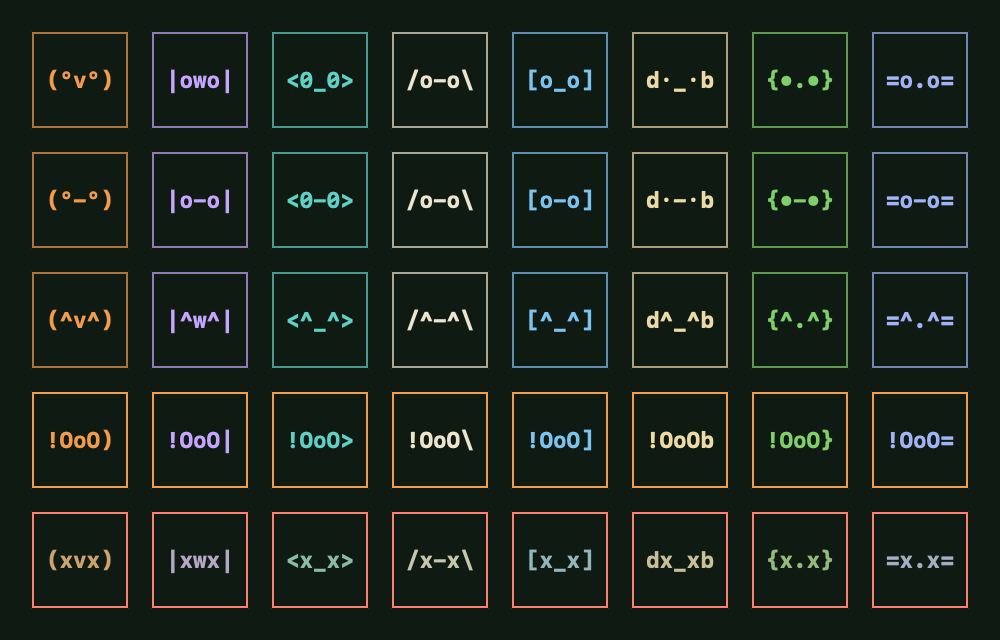 (°v°) |owo| <0_0> /o-o\ [o_o] d·_·b {•.•} =o.o=
(°-°) |o-o| <0-0> /o-o\ [o-o] d·-·b {•-•} =o-o=
(^v^) |^w^| <^_^> /^-^\ [^_^] d^_^b {^.^} =^.^=
!OoO) !OoO| !OoO> !OoO\ !OoO] !OoOb !OoO} !OoO=
(xvx) |xwx| <x_x> /x-x\ [x_x] dx_xb {x.x} =x.x=